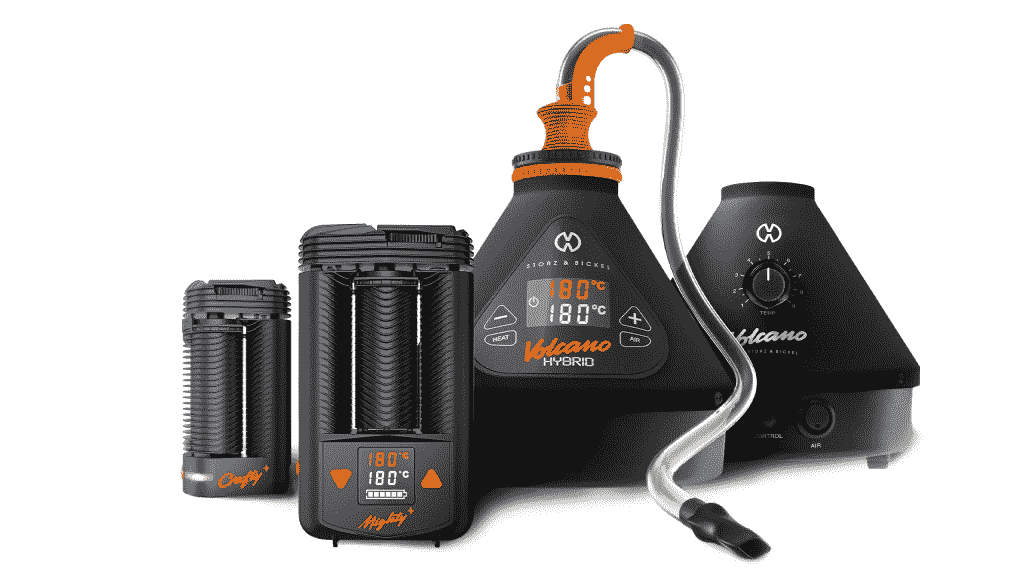 Crafty+
180°C
180°C
Mighty+
STORZ & BICKEL
180°C
180°C
HEAT
AIR
Volcano
HYBRID
TEMP
Volcano
STORZ & BICKEL
AIR